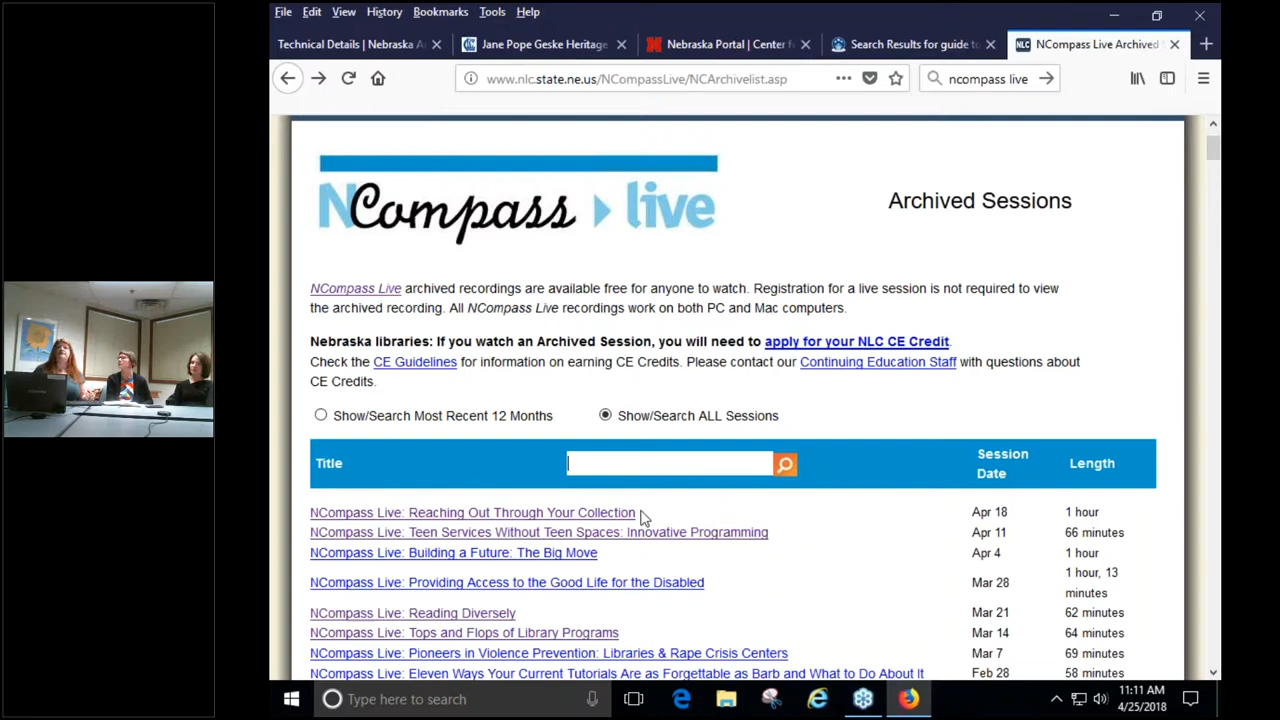 File Edit View History Bookmarks Tools Help
Technical Details | Nebraska A
Jane Pope Geske Heritage
Nebraska Portal | Center f
Search Results for guide to
NCompass Live Archived
www.nlc.state.ne.us/NCompassLive/NCArchivelist.asp
ncompass live
NCompass live
Archived Sessions
NCompass Live archived recordings are available free for anyone to watch. Registration for a live session is not required to view
the archived recording. All NCompass Live recordings work on both PC and Mac computers.
Nebraska libraries: If you watch an Archived Session, you will need to apply for your NLC CE Credit.
Check the CE Guidelines for information on earning CE Credits. Please contact our Continuing Education Staff with questions about
CE Credits.
Show/Search Most Recent 12 Months Show/Search ALL Sessions
Title Session Date Length
NCompass Live: Reaching Out Through Your Collection Apr 18 1 hour
NCompass Live: Teen Services Without Teen Spaces: Innovative Programming Apr 11 66 minutes
NCompass Live: Building a Future: The Big Move Apr 4 1 hour
NCompass Live: Providing Access to the Good Life for the Disabled Mar 28 1 hour, 13 minutes
NCompass Live: Reading Diversely Mar 21 62 minutes
NCompass Live: Tops and Flops of Library Programs Mar 14 64 minutes
NCompass Live: Pioneers in Violence Prevention: Libraries & Rape Crisis Centers Mar 7 69 minutes
NCompass Live: Eleven Ways Your Current Tutorials Are as Forgettable as Barb and What to Do About It Feb 28 58 minutes
Type here to search
11:11 AM
4/25/2018